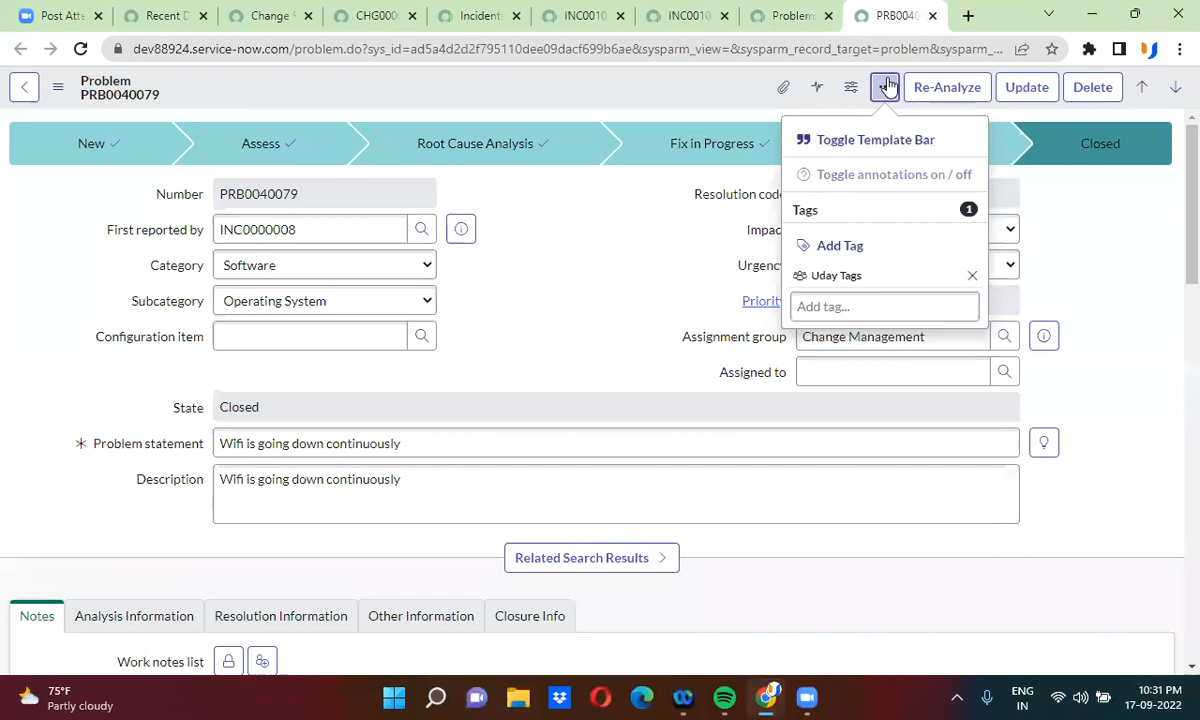 Post Atte
Recent D
Change
CHG000
Incidents
INC0010
INC0010
Problem
PRB0040
dev88924.service-now.com/problem.do?sys_id=ad5a4d2d2f795110dee09dacf699b6ae&sysparm_view=&sysparm_record_target=problem&sysparm_...
Problem
PRB0040079
Re-Analyze
Update
Delete
New
Assess
Root Cause Analysis
Fix in Progress
Closed
Toggle Template Bar
Toggle annotations on / off
Tags 1
Add Tag
Uday Tags
Add tag...
Number PRB0040079
First reported by INC0000008
Category Software
Subcategory Operating System
Configuration item
Resolution cod
Impac
Urgenc
Priorit
Assignment group Change Management
Assigned to
State Closed
Problem statement Wifi is going down continuously
Description Wifi is going down continuously
Related Search Results
Notes
Analysis Information
Resolution Information
Other Information
Closure Info
Work notes list
75°F
Partly cloudy
ENG
IN
10:31 PM
17-09-2022